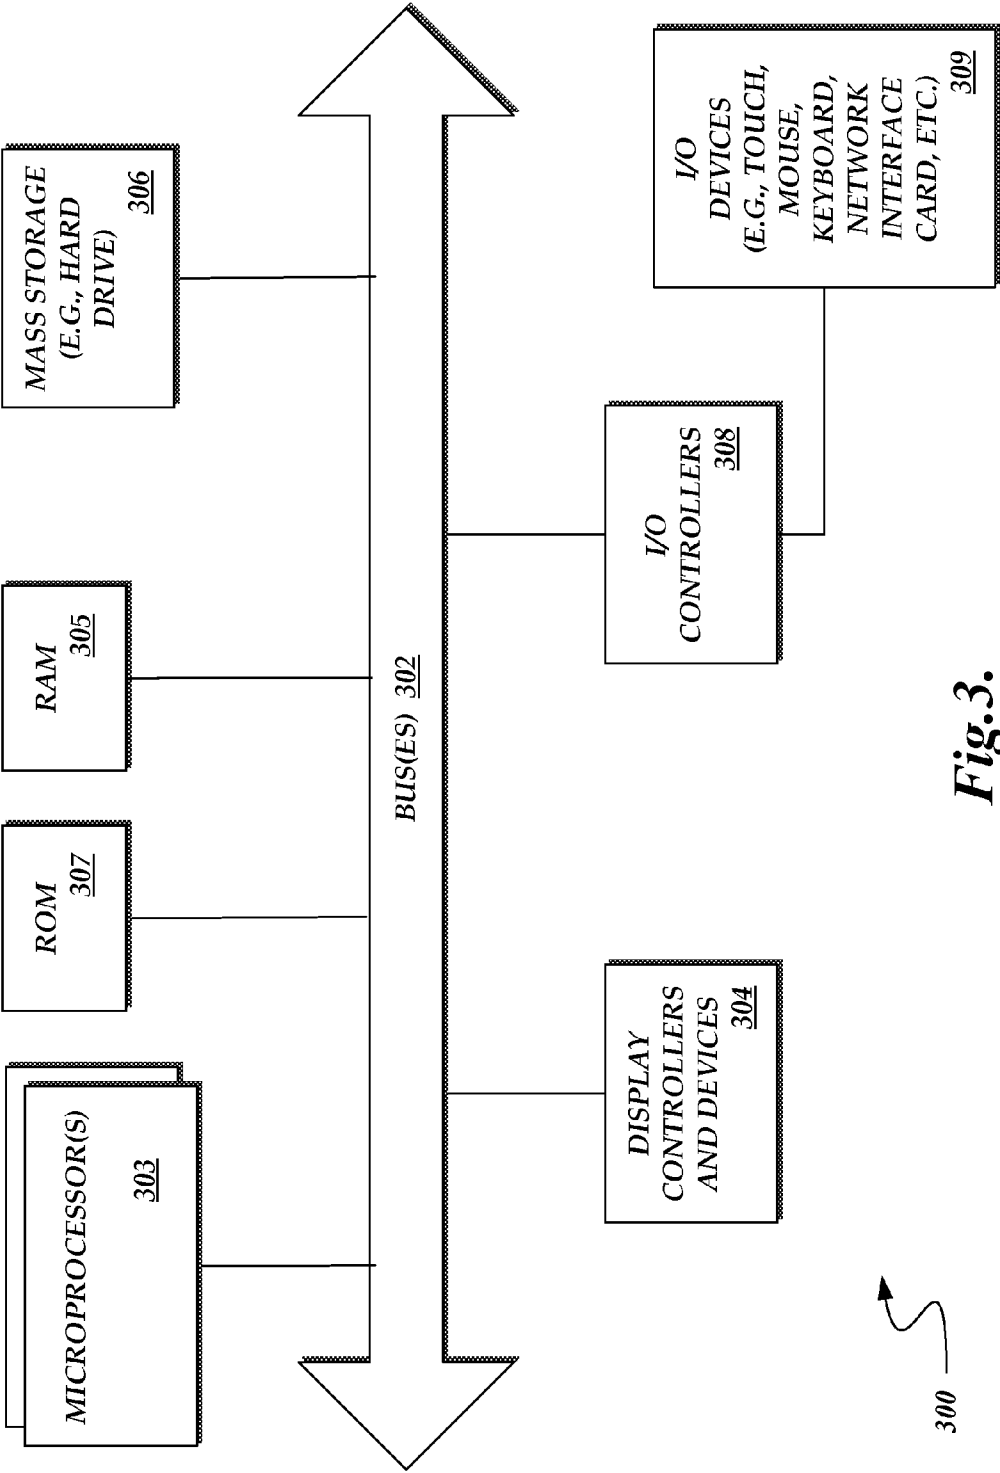 MICROPROCESSOR(S)
303
ROM
307
RAM
305
MASS STORAGE
(E.G., HARD
DRIVE)
306
BUS(ES) 302
DISPLAY
CONTROLLERS
AND DEVICES
304
I/O
CONTROLLERS
308
I/O
DEVICES
(E.G., TOUCH,
MOUSE,
KEYBOARD,
NETWORK
INTERFACE
CARD, ETC.)
309
300
Fig.3.